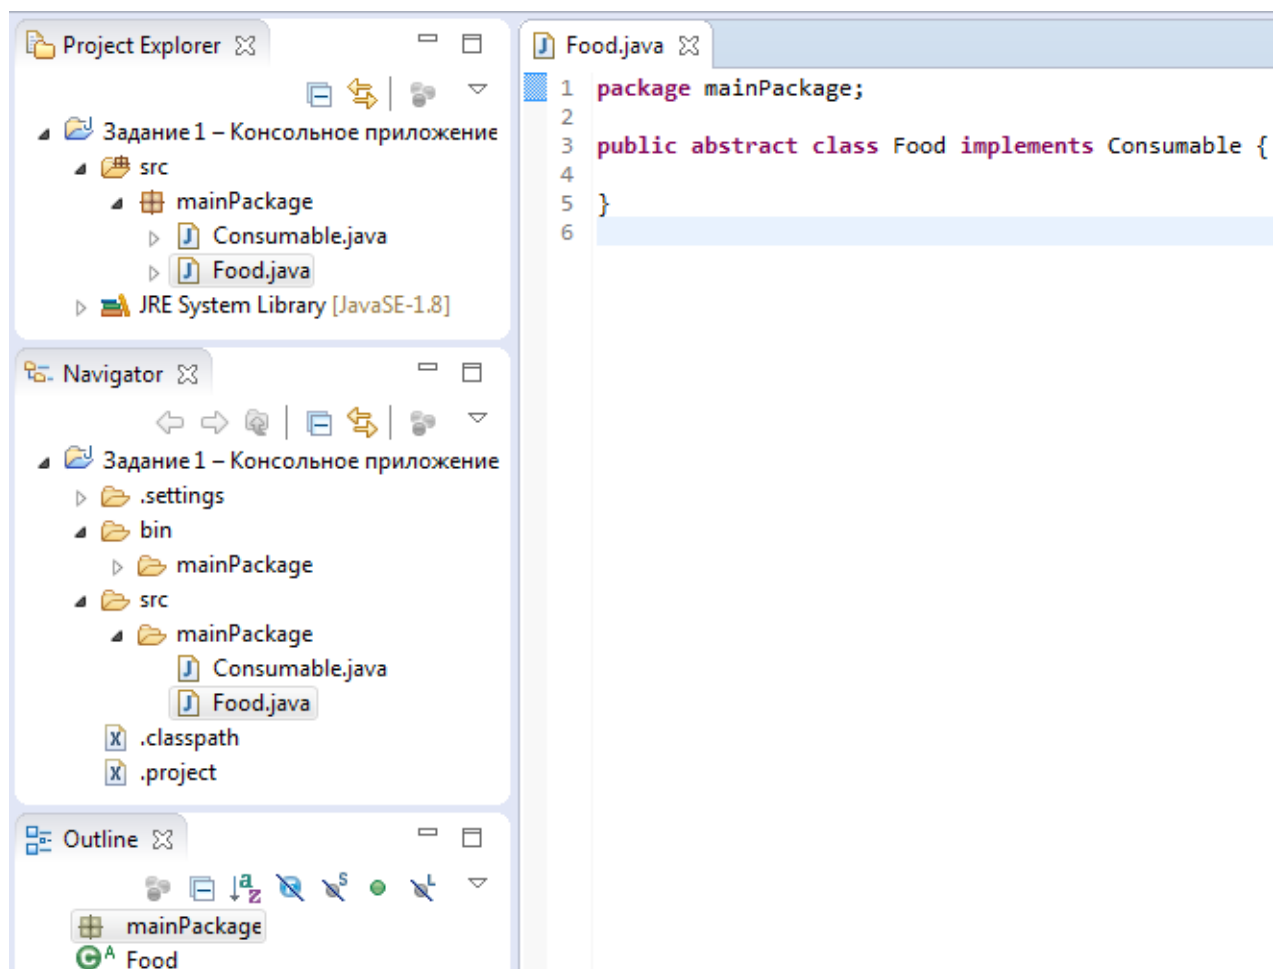 Project Explorer
Задание 1 – Консольное приложение
src
mainPackage
Consumable.java
Food.java
JRE System Library [JavaSE-1.8]
Navigator
Задание 1 – Консольное приложение
.settings
bin
mainPackage
src
mainPackage
Consumable.java
Food.java
.classpath
.project
Outline
mainPackage
Food
Food.java
1 package mainPackage;
2
3 public abstract class Food implements Consumable {
4
5 }
6